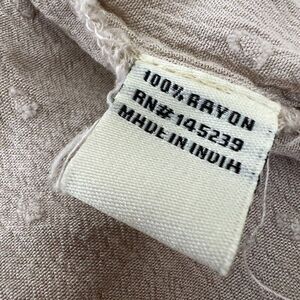 100% RAYON
RN# 145239
MADE IN INDIA